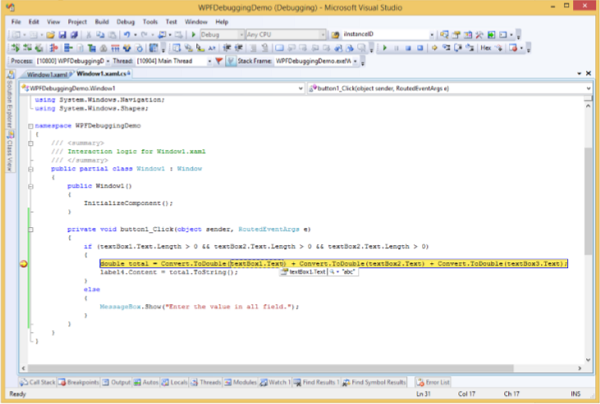 WPFDebuggingDemo (Debugging) - Microsoft Visual Studio
File Edit View Project Build Debug Tools Test Window Help
Debug Any CPU iinstanceID
Hex
Process: [10800] WPFDebuggingD Thread: [10904] Main Thread Stack Frame: WPFDebuggingDemo.exe!W
Window1.xaml Window1.xaml.cs
WPFDebuggingDemo.Window1 button1_Click(object sender, RoutedEventArgs e)
Solution Explorer
Class View
using System.Windows.Navigation;
using System.Windows.Shapes;
namespace WPFDebuggingDemo
{
/// <summary>
/// Interaction logic for Window1.xaml
/// </summary>
public partial class Window1 : Window
{
public Window1()
{
InitializeComponent();
}
private void button1_Click(object sender, RoutedEventArgs e)
{
if (textBox1.Text.Length > 0 && textBox2.Text.Length > 0 && textBox2.Text.Length > 0)
{
double total = Convert.ToDouble(textBox1.Text) + Convert.ToDouble(textBox2.Text) + Convert.ToDouble(textBox3.Text);
label4.Content = total.ToString();
textBox1.Text "abc"
}
else
{
MessageBox.Show("Enter the value in all field.");
}
}
}
}
Call Stack Breakpoints Output Autos Locals Threads Modules Watch 1 Find Results 1 Find Symbol Results Error List
Ready Ln 31 Col 17 Ch 17 INS